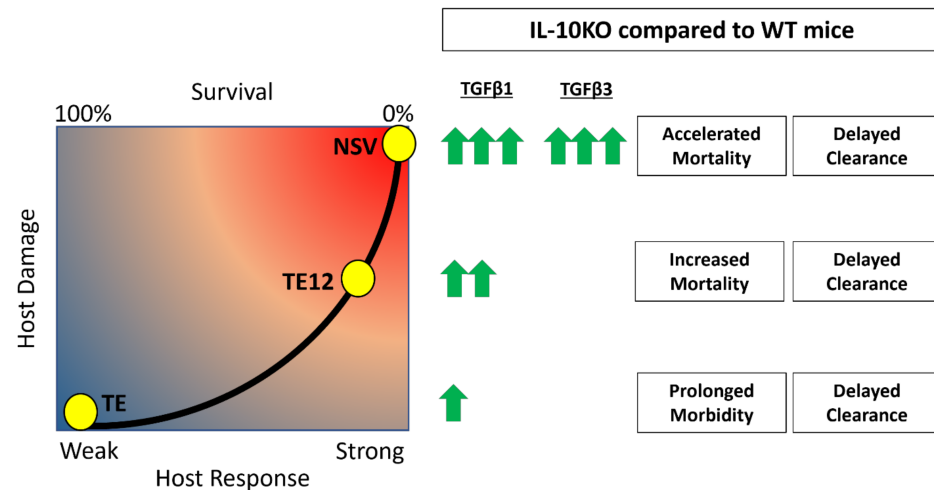 IL-10KO compared to WT mice
Survival
100% 0%
TGFβ1 TGFβ3
NSV
Accelerated
Mortality
Delayed
Clearance
Host Damage
TE12
Increased
Mortality
Delayed
Clearance
TE
Prolonged
Morbidity
Delayed
Clearance
Weak Strong
Host Response